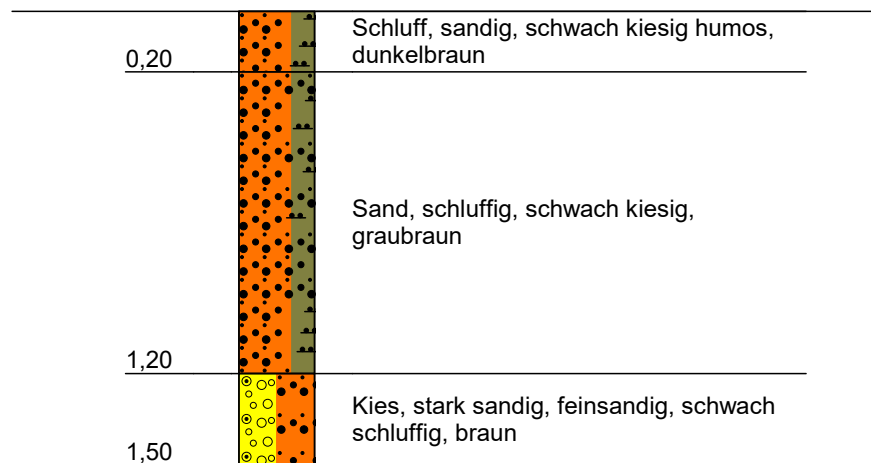 Schluff, sandig, schwach kiesig humos,
dunkelbraun
0,20
Sand, schluffig, schwach kiesig,
graubraun
1,20
Kies, stark sandig, feinsandig, schwach
schluffig, braun
1,50